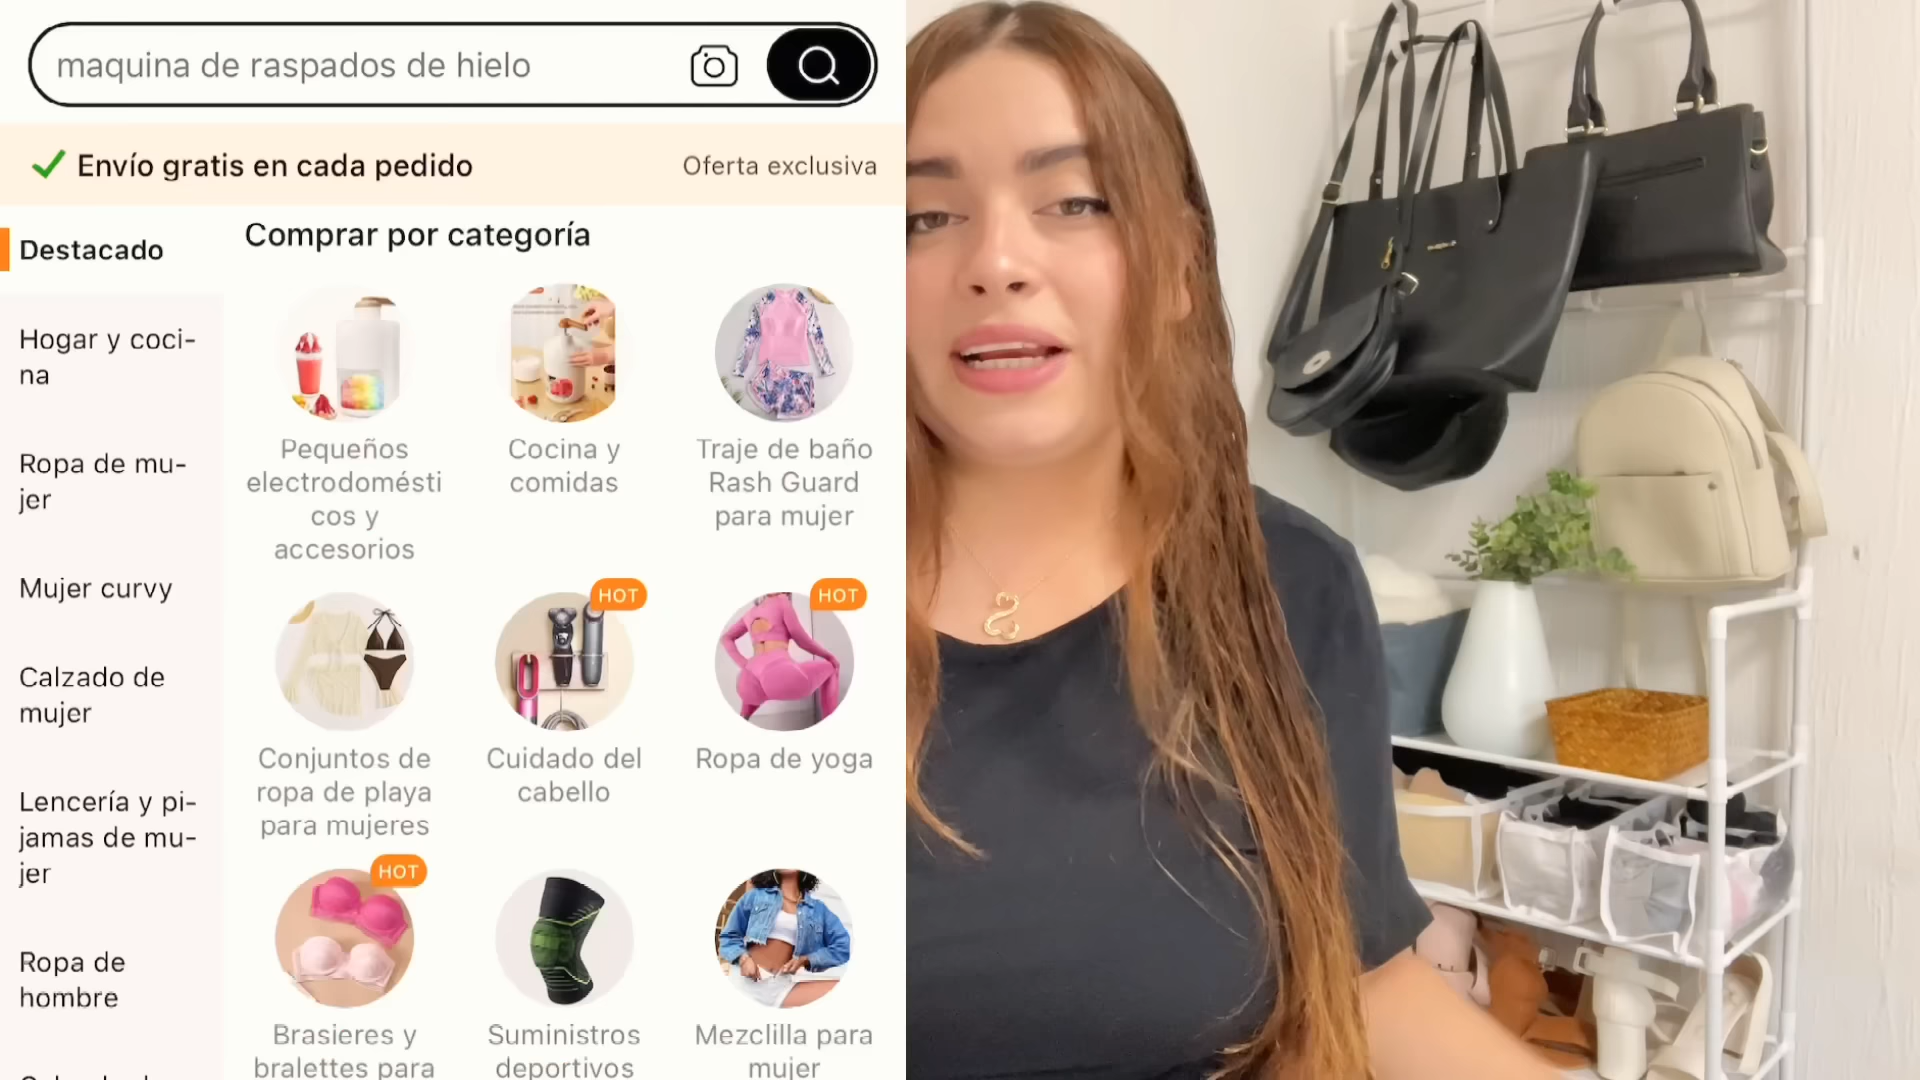 maquina de raspados de hielo
Envío gratis en cada pedido
Oferta exclusiva
Destacado
Hogar y coci-
na
Ropa de mu-
jer
Mujer curvy
Calzado de
mujer
Lencería y pi-
jamas de mu-
jer
Ropa de
hombre
Comprar por categoría
Pequeños
electrodomésti
cos y
accesorios
Cocina y
comidas
Traje de baño
Rash Guard
para mujer
Conjuntos de
ropa de playa
para mujeres
HOT
Cuidado del
cabello
HOT
Ropa de yoga
HOT
Brasieres y
bralettes para
Suministros
deportivos
Mezclilla para
mujer